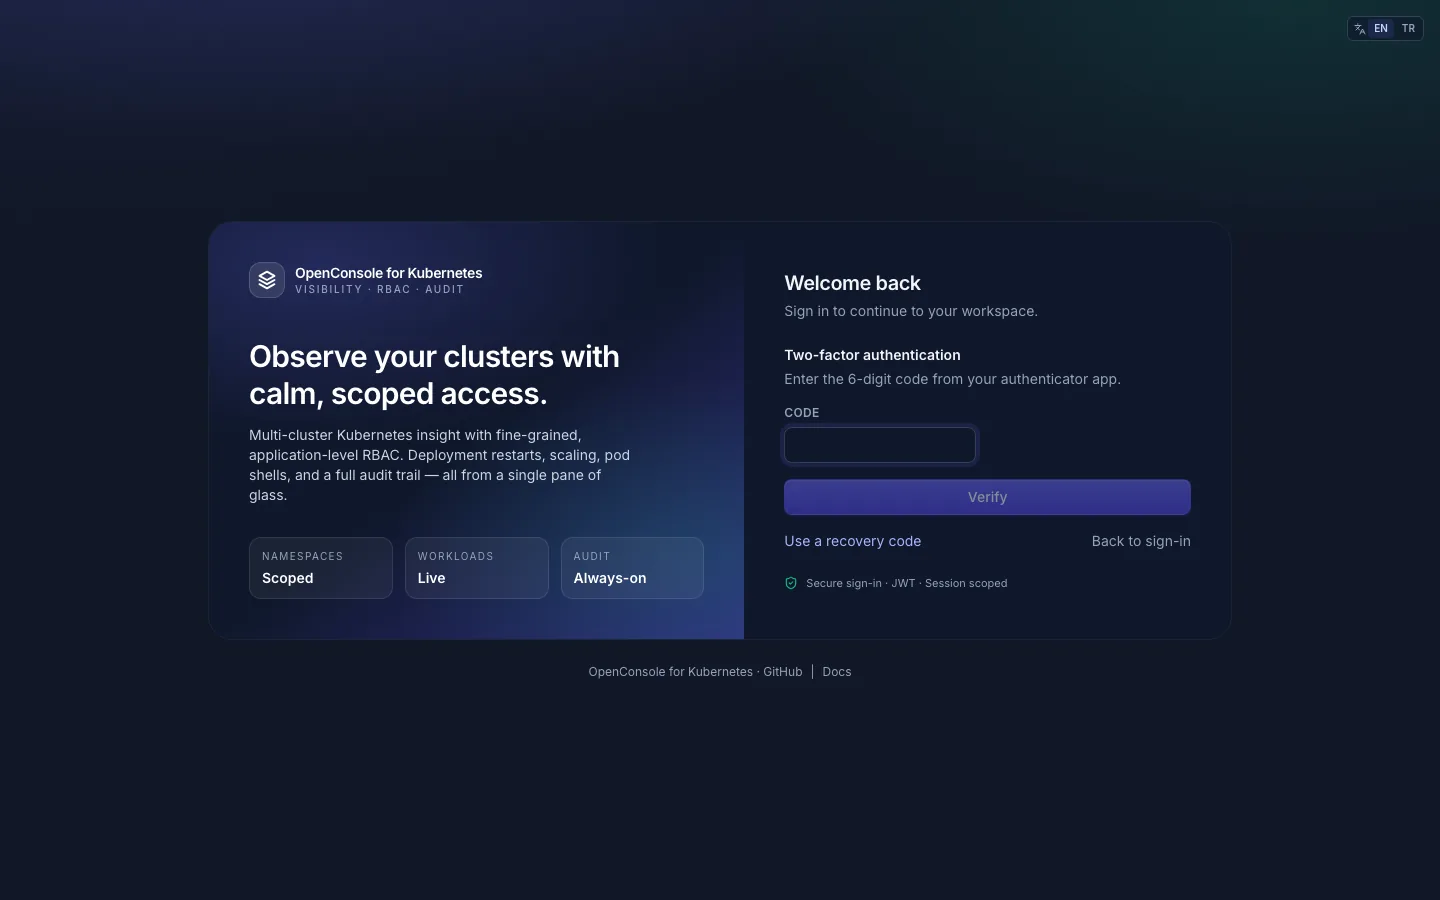 EN TR
OpenConsole for Kubernetes
VISIBILITY · RBAC · AUDIT
Observe your clusters with
calm, scoped access.
Multi-cluster Kubernetes insight with fine-grained,
application-level RBAC. Deployment restarts, scaling, pod
shells, and a full audit trail — all from a single pane of
glass.
NAMESPACES
Scoped
WORKLOADS
Live
AUDIT
Always-on
Welcome back
Sign in to continue to your workspace.
Two-factor authentication
Enter the 6-digit code from your authenticator app.
CODE
Verify
Use a recovery code
Back to sign-in
Secure sign-in · JWT · Session scoped
OpenConsole for Kubernetes · GitHub | Docs